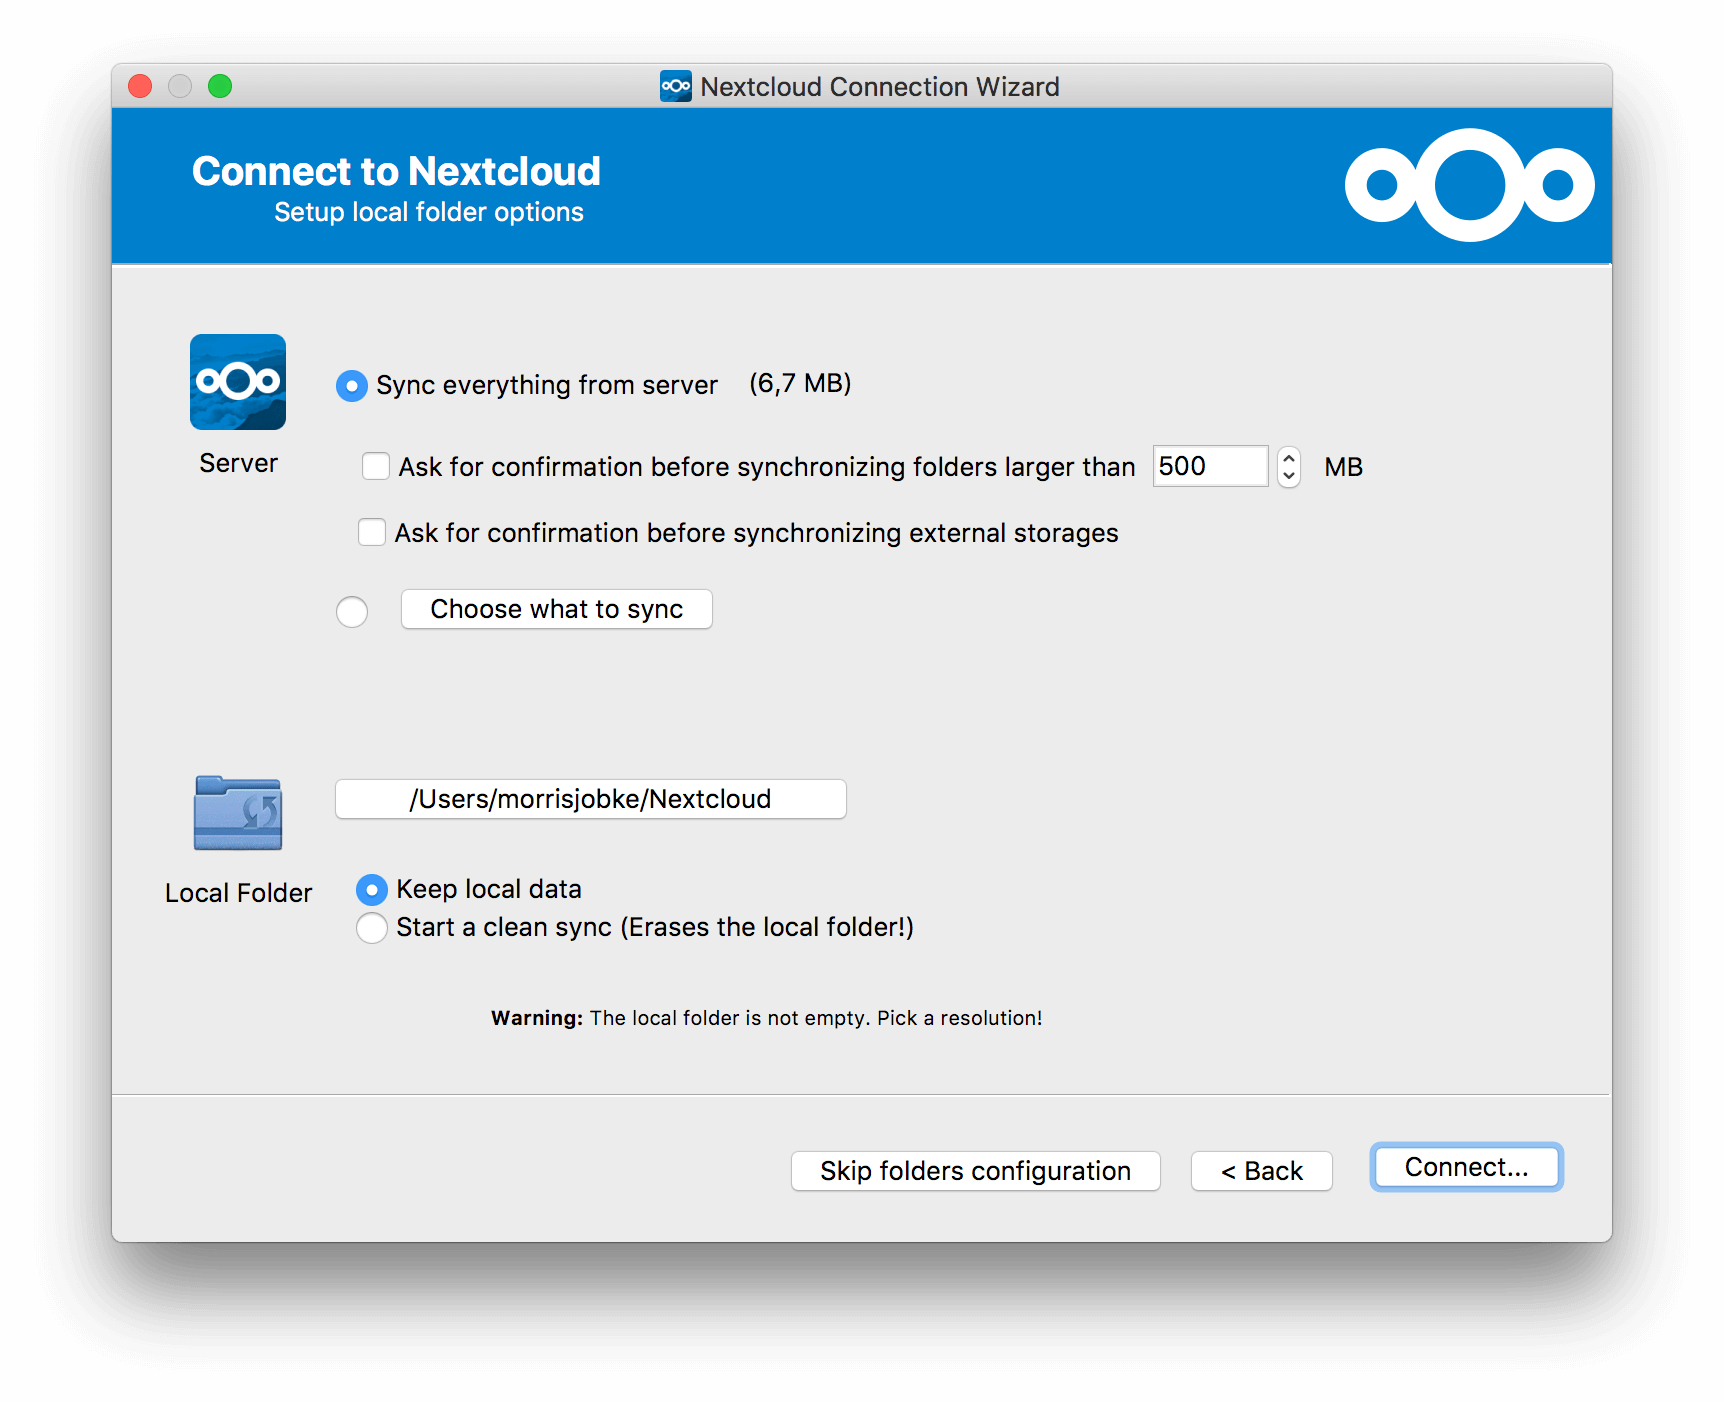 Nextcloud Connection Wizard
Connect to Nextcloud
Setup local folder options
Sync everything from server (6,7 MB)
Server
Ask for confirmation before synchronizing folders larger than 500 MB
Ask for confirmation before synchronizing external storages
Choose what to sync
/Users/morrisjobke/Nextcloud
Local Folder
Keep local data
Start a clean sync (Erases the local folder!)
Warning: The local folder is not empty. Pick a resolution!
Skip folders configuration
< Back
Connect...